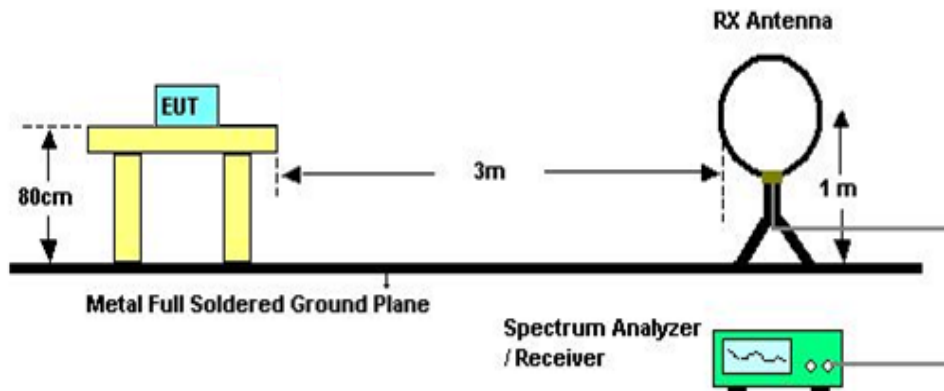 RX Antenna
EUT
80cm
3m
1 m
Metal Full Soldered Ground Plane
Spectrum Analyzer
/ Receiver